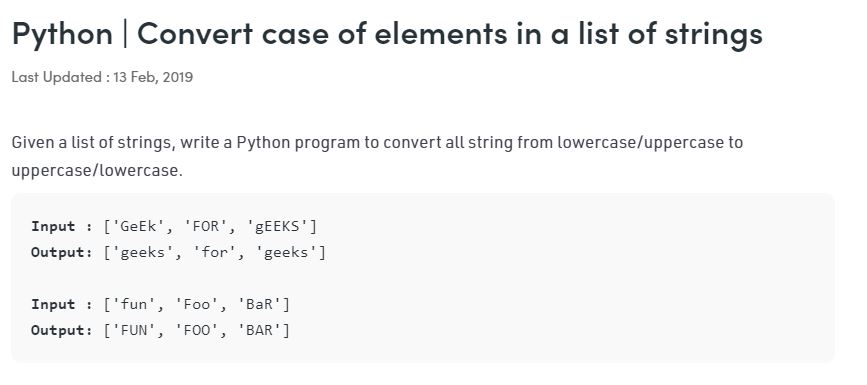 Python | Convert case of elements in a list of strings
Last Updated : 13 Feb, 2019
Given a list of strings, write a Python program to convert all string from lowercase/uppercase to
uppercase/lowercase.
Input : ['GeEk', 'FOR', 'gEEKS']
Output: ['geeks', 'for', 'geeks']
Input : ['fun', 'Foo', 'BaR']
Output: ['FUN', 'FOO', 'BAR']